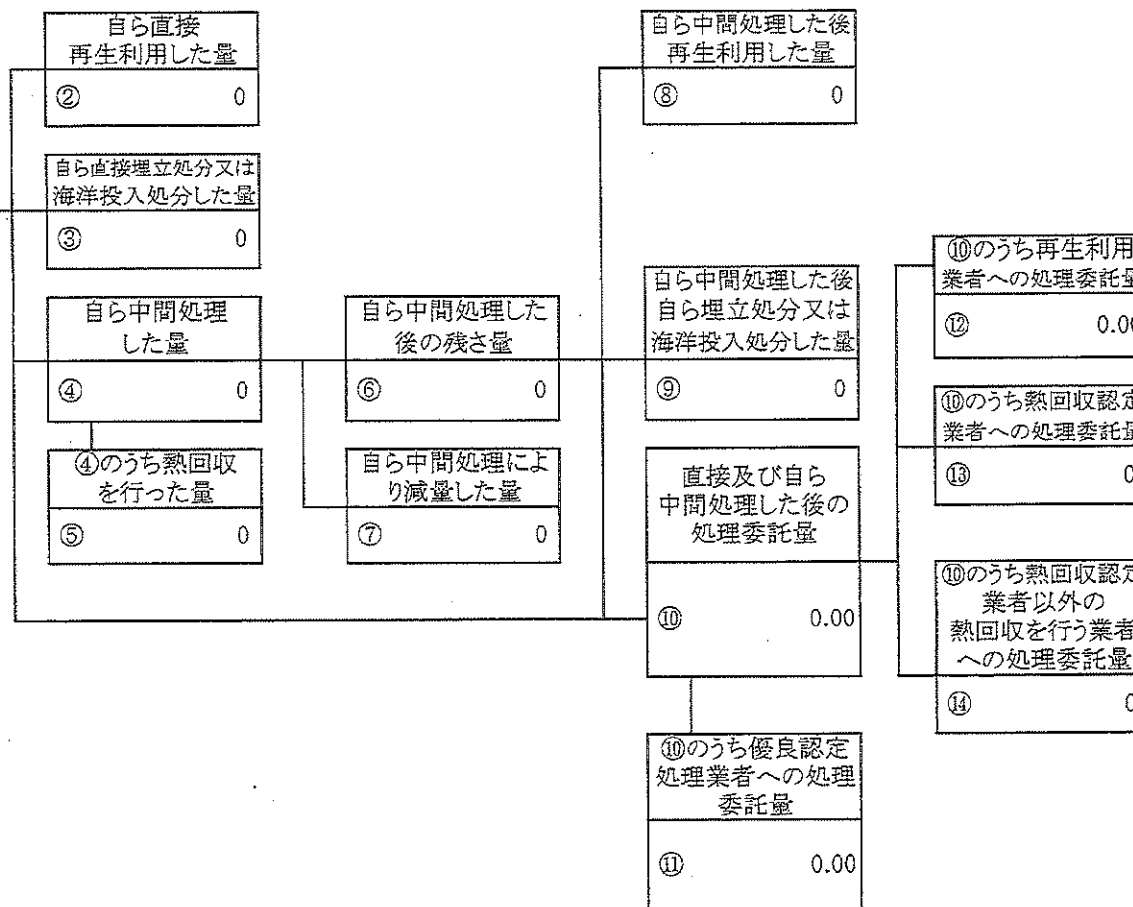 自ら直接
再生利用した量
② 0
自ら直接埋立処分又は
海洋投入処分した量
③ 0
自ら中間処理
した量
④ 0
④のうち熱回収
を行った量
⑤ 0
自ら中間処理した
後の残さ量
⑥ 0
自ら中間処理によ
り減量した量
⑦ 0
自ら中間処理した後
再生利用した量
⑧ 0
自ら中間処理した後
自ら埋立処分又は
海洋投入処分した量
⑨ 0
直接及び自ら
中間処理した後の
処理委託量
⑩ 0.00
⑩のうち優良認定
処理業者への処理
委託量
⑪ 0.00
⑩のうち再生利用
業者への処理委託量
⑫ 0.00
⑩のうち熱回収認定
業者への処理委託量
⑬ 0
⑩のうち熱回収認定
業者以外の
熱回収を行う業者
への処理委託量
⑭ 0